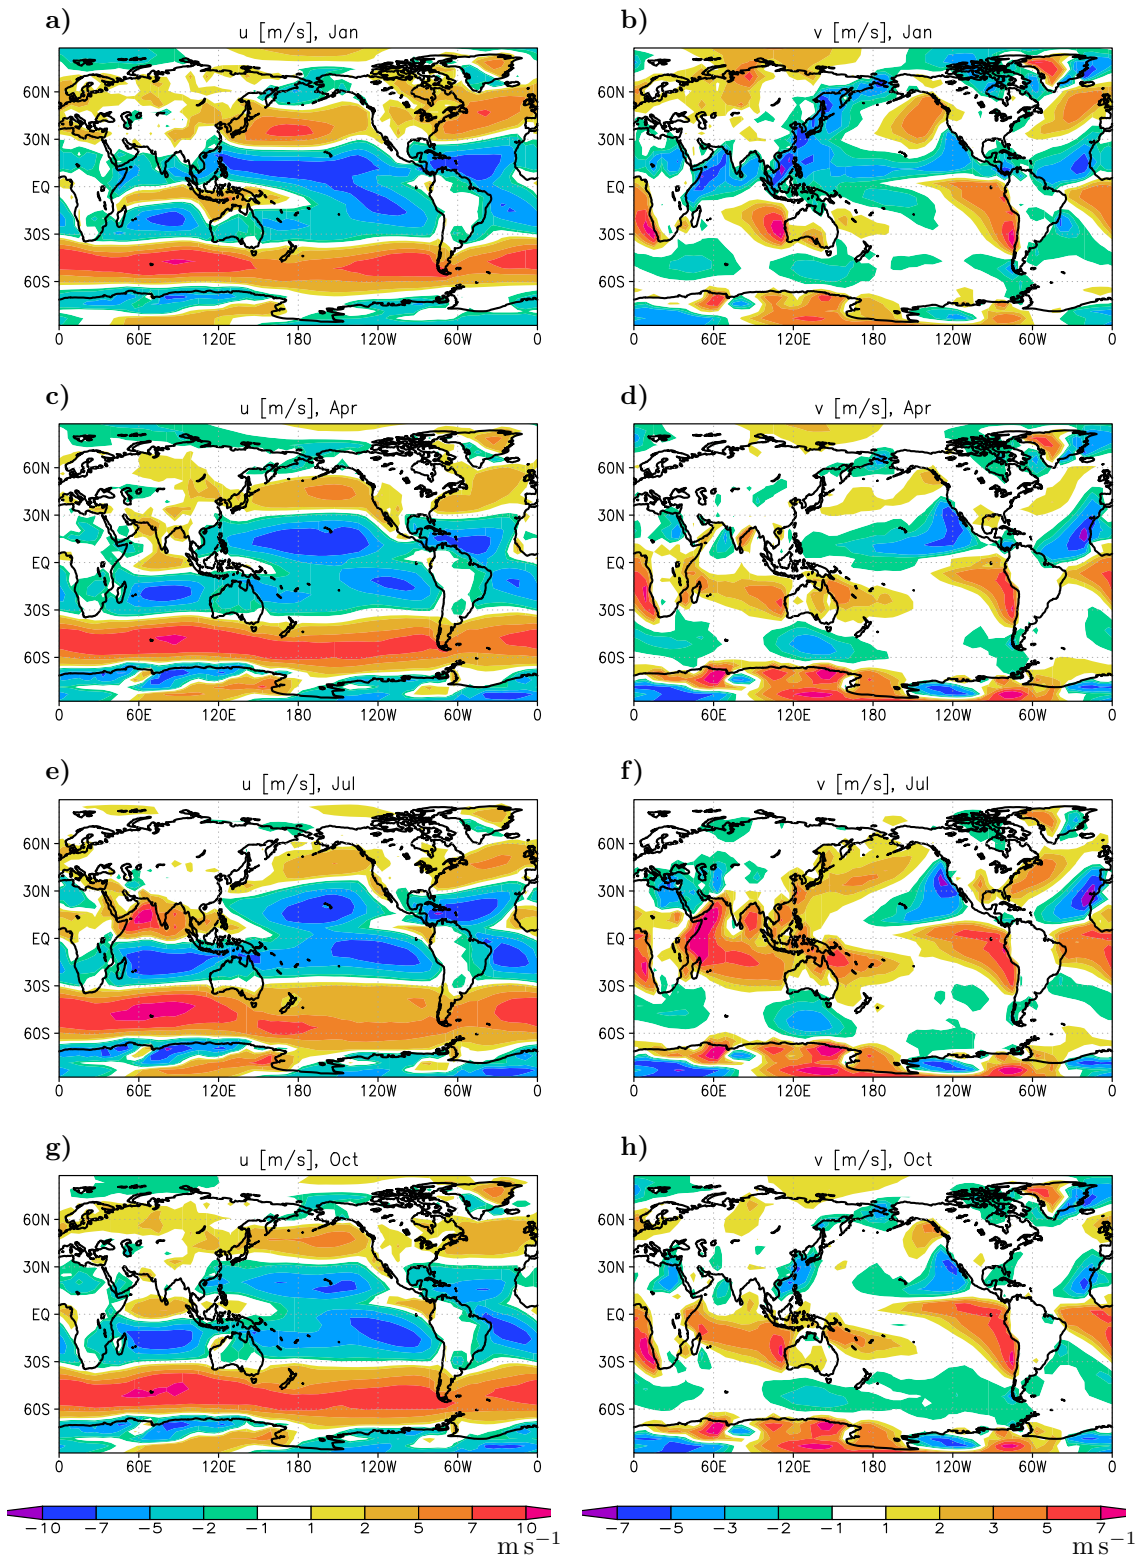 a) b)
u [m/s], Jan v [m/s], Jan
60N 60N
30N 30N
EQ EQ
30S 30S
60S 60S
0 60E 120E 180 120W 60W 0 0 60E 120E 180 120W 60W 0
c) d)
u [m/s], Apr v [m/s], Apr
60N 60N
30N 30N
EQ EQ
30S 30S
60S 60S
0 60E 120E 180 120W 60W 0 0 60E 120E 180 120W 60W 0
e) f)
u [m/s], Jul v [m/s], Jul
60N 60N
30N 30N
EQ EQ
30S 30S
60S 60S
0 60E 120E 180 120W 60W 0 0 60E 120E 180 120W 60W 0
g) h)
u [m/s], Oct v [m/s], Oct
60N 60N
30N 30N
EQ EQ
30S 30S
60S 60S
0 60E 120E 180 120W 60W 0 0 60E 120E 180 120W 60W 0
−10 −7 −5 −2 −1 1 2 5 7 10 −7 −5 −3 −2 −1 1 2 3 5 7
m s⁻¹ m s⁻¹